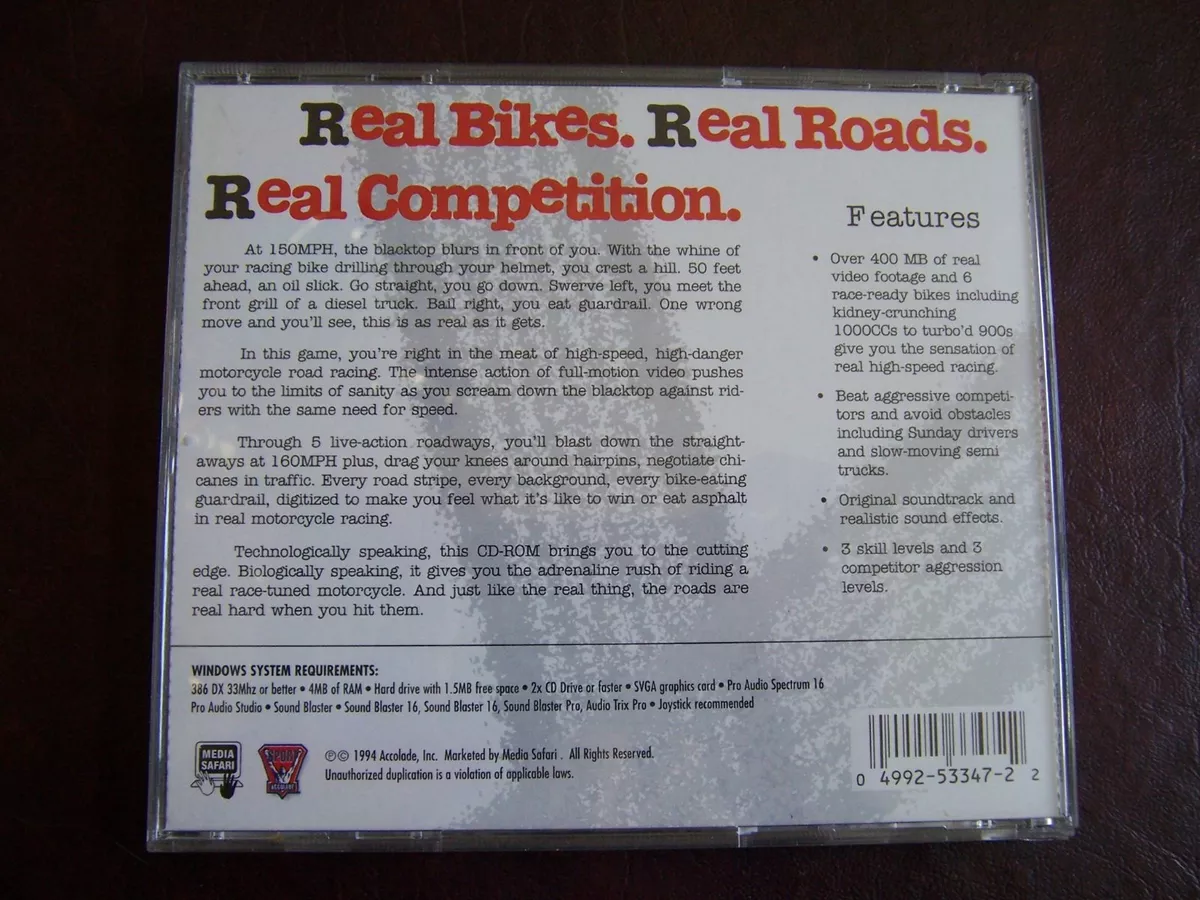 Real Bikes. Real Roads.
Real Competition.
At 150MPH, the blacktop blurs in front of you. With the whine of
your racing bike drilling through your helmet, you crest a hill. 50 feet
ahead, an oil slick. Go straight, you go down. Swerve left, you meet the
front grill of a diesel truck. Bail right, you eat guardrail. One wrong
move and you'll see, this is as real as it gets.
In this game, you're right in the meat of high-speed, high-danger
motorcycle road racing. The intense action of full-motion video pushes
you to the limits of sanity as you scream down the blacktop against rid-
ers with the same need for speed.
Through 5 live-action roadways, you'll blast down the straight-
aways at 160MPH plus, drag your knees around hairpins, negotiate chi-
canes in traffic. Every road stripe, every background, every bike-eating
guardrail, digitized to make you feel what it's like to win or eat asphalt
in real motorcycle racing.
Technologically speaking, this CD-ROM brings you to the cutting
edge. Biologically speaking, it gives you the adrenaline rush of riding a
real race-tuned motorcycle. And just like the real thing, the roads are
real hard when you hit them.
Features
• Over 400 MB of real
video footage and 6
race-ready bikes including
kidney-crunching
1000CCs to turbo'd 900s
give you the sensation of
real high-speed racing.
• Beat aggressive competi-
tors and avoid obstacles
including Sunday drivers
and slow-moving semi
trucks.
• Original soundtrack and
realistic sound effects.
• 3 skill levels and 3
competitor aggression
levels.
WINDOWS SYSTEM REQUIREMENTS:
386 DX 33Mhz or better • 4MB of RAM • Hard drive with 1.5MB free space • 2x CD Drive or faster • SVGA graphics card • Pro Audio Spectrum 16
Pro Audio Studio • Sound Blaster • Sound Blaster 16, Sound Blaster 16, Sound Blaster Pro, Audio Trix Pro • Joystick recommended
MEDIA
SAFARI
SPORT
ACCOLADE
℗© 1994 Accolade, Inc. Marketed by Media Safari . All Rights Reserved.
Unauthorized duplication is a violation of applicable laws.
0 4992-53347-2 2